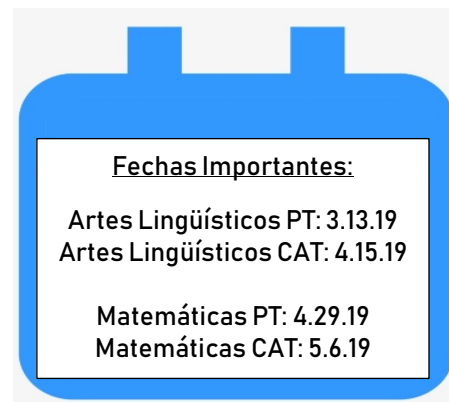 Fechas Importantes:
Artes Lingüísticos PT: 3.13.19
Artes Lingüísticos CAT: 4.15.19
Matemáticas PT: 4.29.19
Matemáticas CAT: 5.6.19